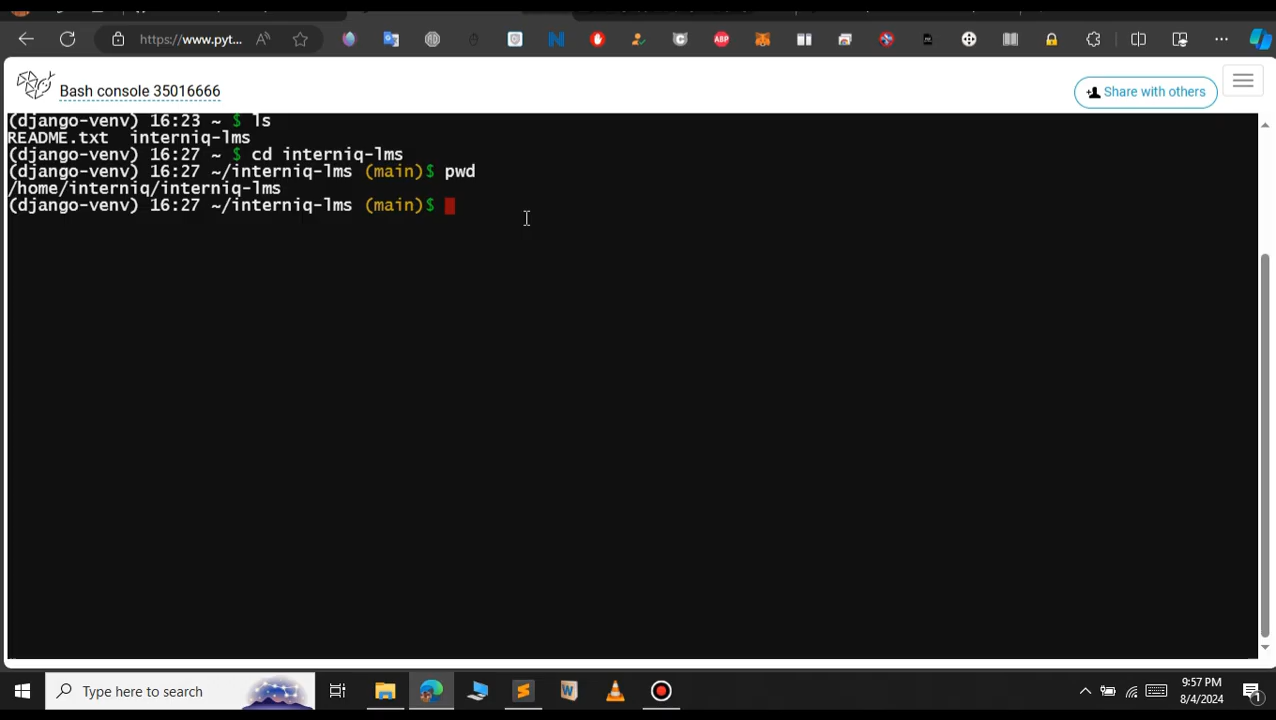 https://www.pyt...
Bash console 35016666
Share with others
(django-venv) 16:23 ~ $ ls
README.txt  interniq-lms
(django-venv) 16:27 ~ $ cd interniq-lms
(django-venv) 16:27 ~/interniq-lms (main)$ pwd
/home/interniq/interniq-lms
(django-venv) 16:27 ~/interniq-lms (main)$
Type here to search
9:57 PM
8/4/2024